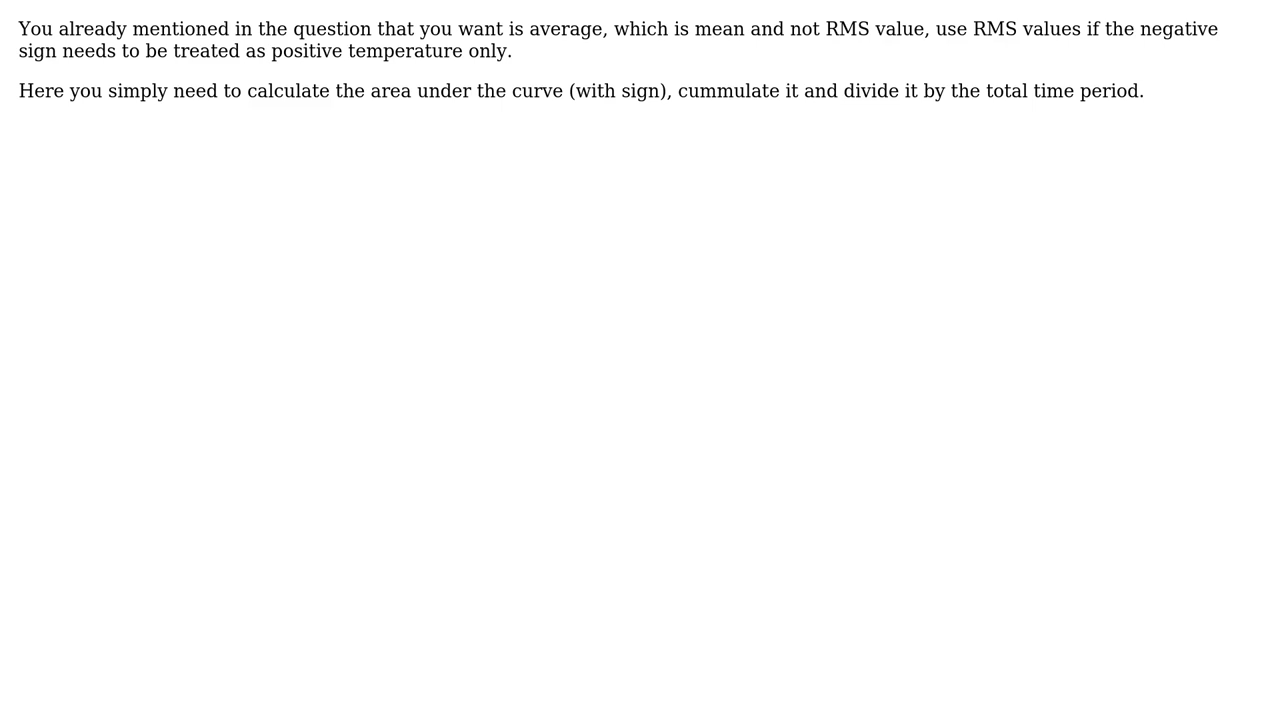 You already mentioned in the question that you want is average, which is mean and not RMS value, use RMS values if the negative
sign needs to be treated as positive temperature only.
Here you simply need to calculate the area under the curve (with sign), cummulate it and divide it by the total time period.